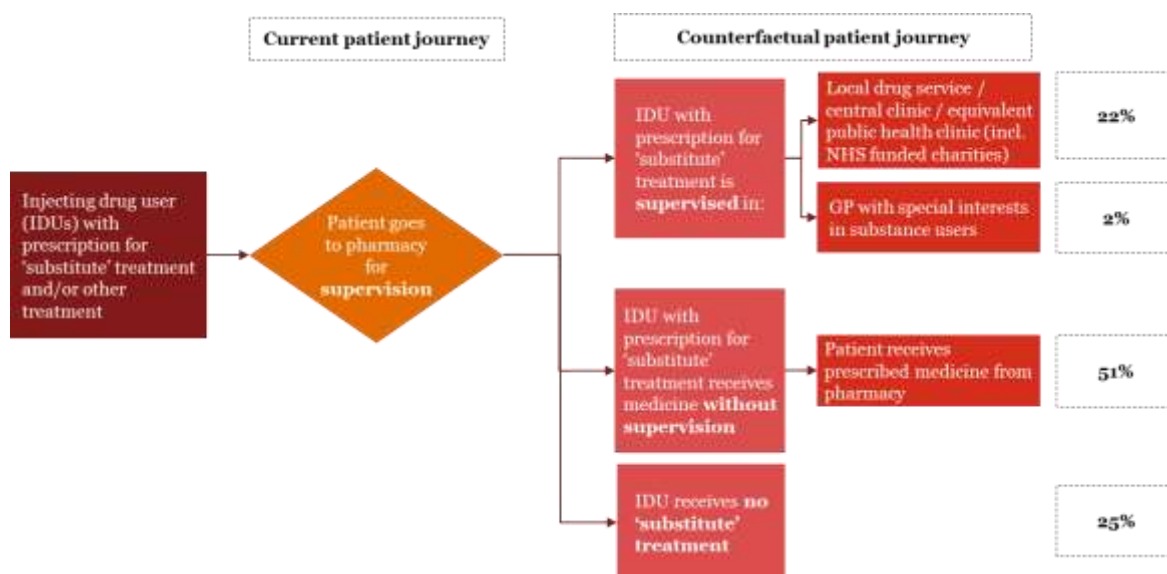 Current patient journey
Counterfactual patient journey
Injecting drug user
(IDUs) with
prescription for
‘substitute’ treatment
and/or other
treatment
Patient goes
to pharmacy
for
supervision
IDU with
prescription for
‘substitute’
treatment is
supervised in:
Local drug service /
central clinic / equivalent
public health clinic (incl.
NHS funded charities)
22%
GP with special interests
in substance users
2%
IDU with
prescription for
‘substitute’
treatment receives
medicine without
supervision
Patient receives
prescribed medicine from
pharmacy
51%
IDU receives no
‘substitute’
treatment
25%